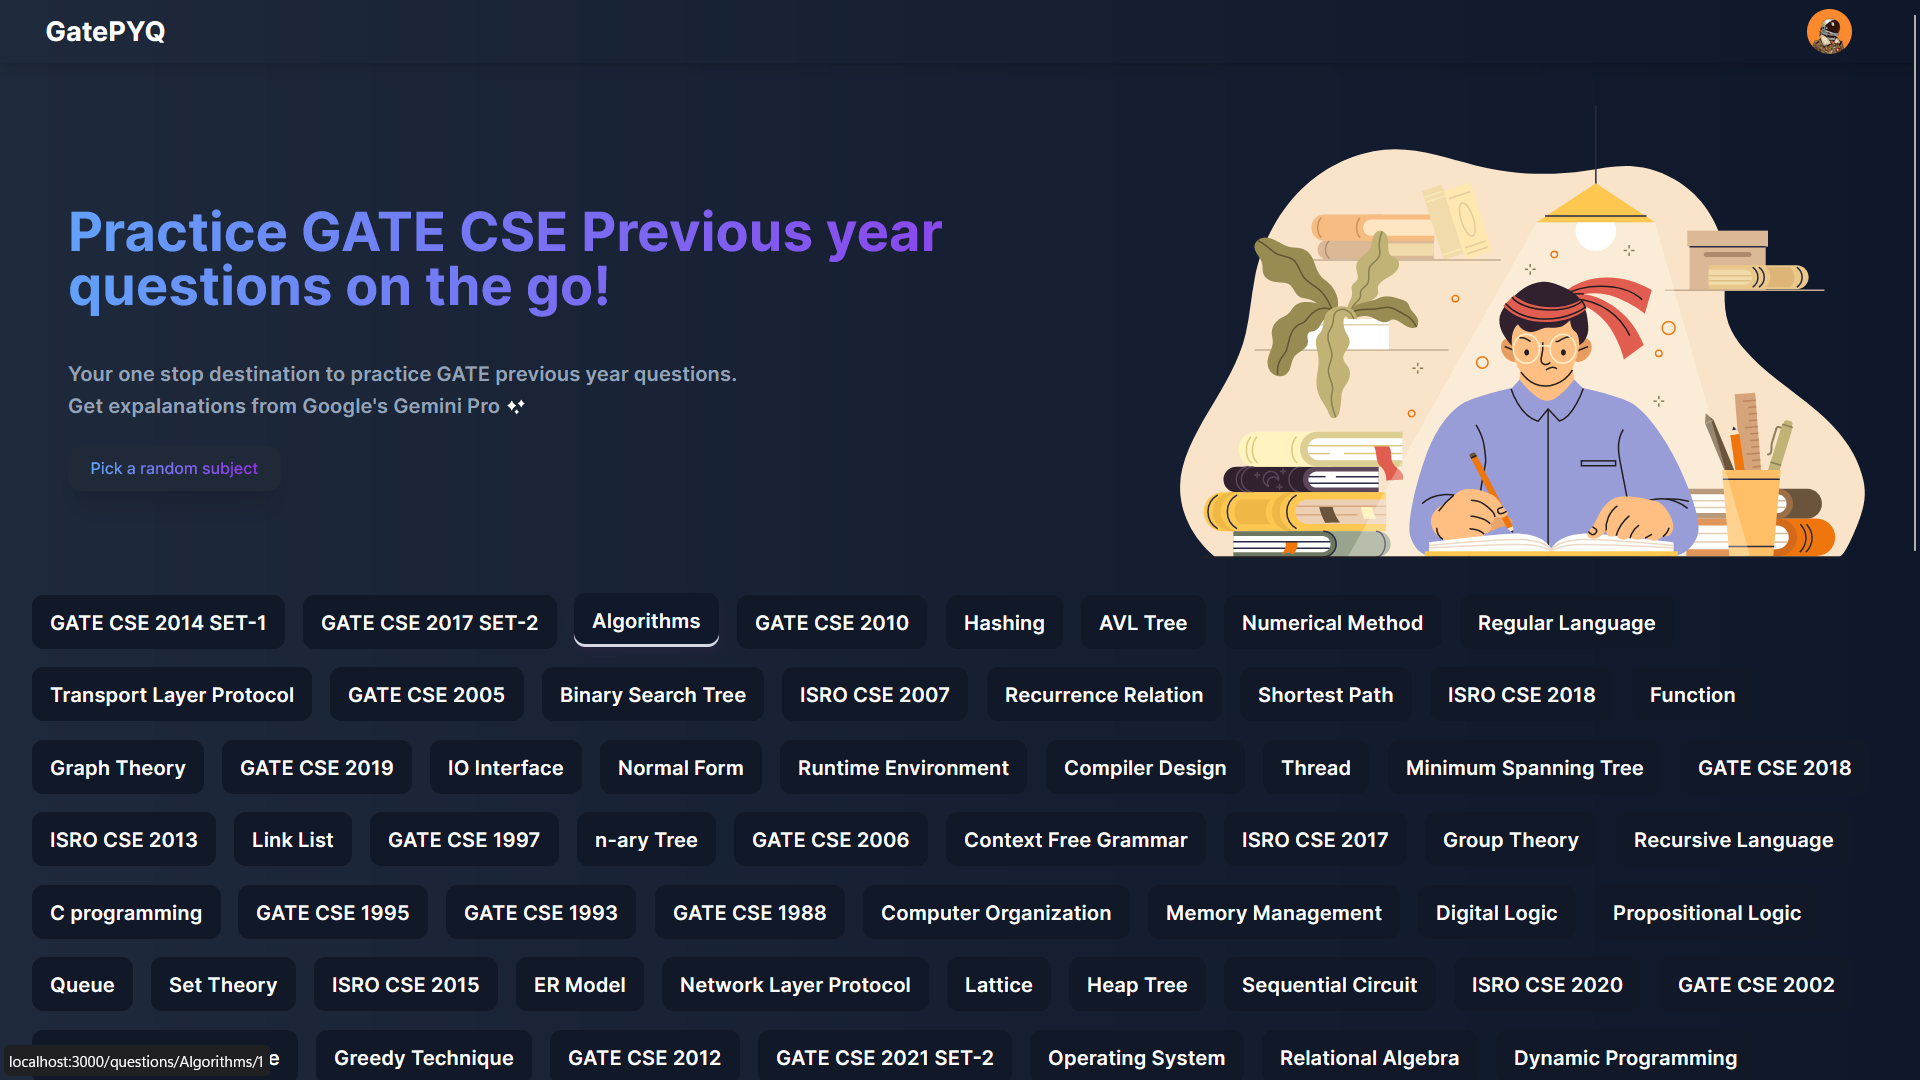 GatePYQ
Practice GATE CSE Previous year
questions on the go!
Your one stop destination to practice GATE previous year questions.
Get expalanations from Google's Gemini Pro
Pick a random subject
GATE CSE 2014 SET-1 GATE CSE 2017 SET-2 Algorithms GATE CSE 2010 Hashing AVL Tree Numerical Method Regular Language
Transport Layer Protocol GATE CSE 2005 Binary Search Tree ISRO CSE 2007 Recurrence Relation Shortest Path ISRO CSE 2018 Function
Graph Theory GATE CSE 2019 IO Interface Normal Form Runtime Environment Compiler Design Thread Minimum Spanning Tree GATE CSE 2018
ISRO CSE 2013 Link List GATE CSE 1997 n-ary Tree GATE CSE 2006 Context Free Grammar ISRO CSE 2017 Group Theory Recursive Language
C programming GATE CSE 1995 GATE CSE 1993 GATE CSE 1988 Computer Organization Memory Management Digital Logic Propositional Logic
Queue Set Theory ISRO CSE 2015 ER Model Network Layer Protocol Lattice Heap Tree Sequential Circuit ISRO CSE 2020 GATE CSE 2002
Greedy Technique GATE CSE 2012 GATE CSE 2021 SET-2 Operating System Relational Algebra Dynamic Programming
localhost:3000/questions/Algorithms/1